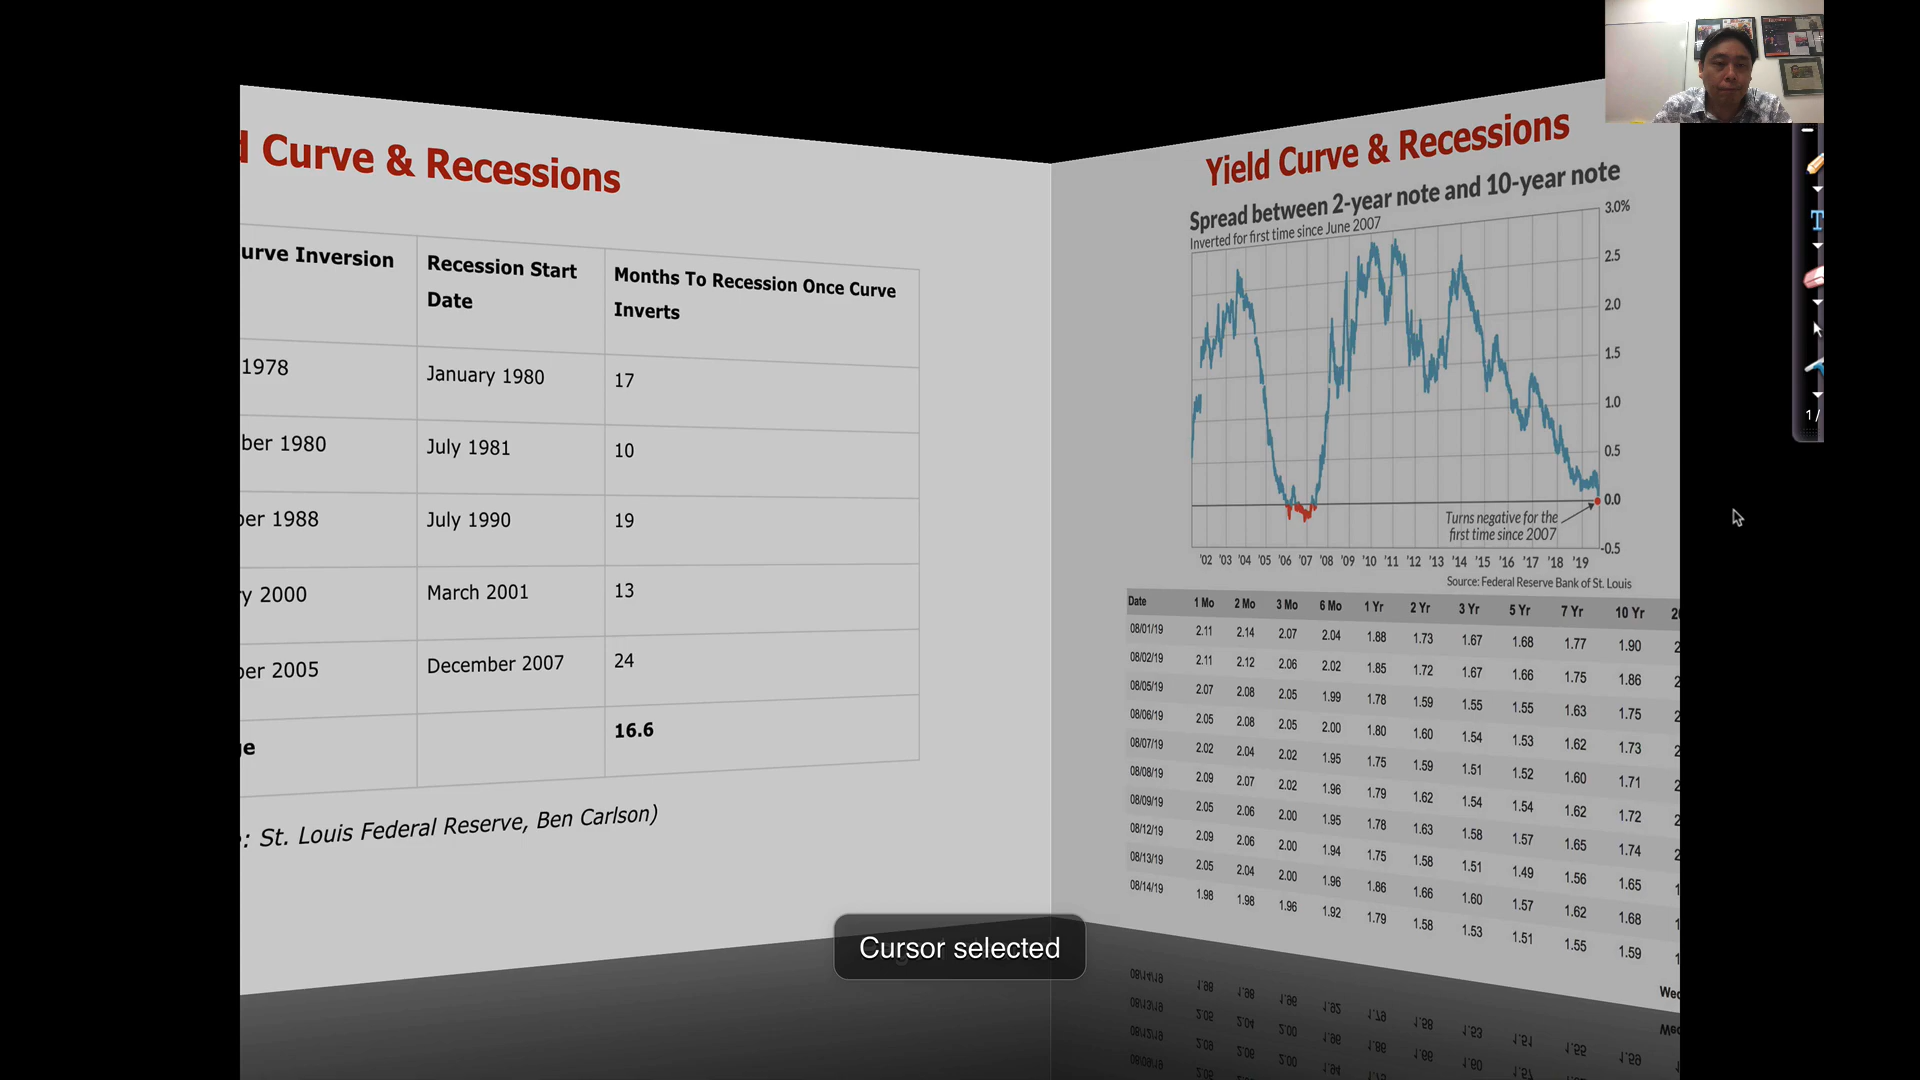 d Curve & Recessions
urve Inversion
Recession Start
Date
Months To Recession Once Curve
Inverts
1978
January 1980
17
ber 1980
July 1981
10
ber 1988
July 1990
19
y 2000
March 2001
13
ber 2005
December 2007
24
ge
16.6
: St. Louis Federal Reserve, Ben Carlson)
Yield Curve & Recessions
Spread between 2-year note and 10-year note
Inverted for first time since June 2007
3.0%
2.5
2.0
1.5
1.0
0.5
0.0
-0.5
Turns negative for the
first time since 2007
'02 '03 '04 '05 '06 '07 '08 '09 '10 '11 '12 '13 '14 '15 '16 '17 '18 '19
Source: Federal Reserve Bank of St. Louis
Date 1 Mo 2 Mo 3 Mo 6 Mo 1 Yr 2 Yr 3 Yr 5 Yr 7 Yr 10 Yr 20
08/01/19 2.11 2.14 2.07 2.04 1.88 1.73 1.67 1.68 1.77 1.90 2
08/02/19 2.11 2.12 2.06 2.02 1.85 1.72 1.67 1.66 1.75 1.86 2
08/05/19 2.07 2.08 2.05 1.99 1.78 1.59 1.55 1.55 1.63 1.75 2
08/06/19 2.05 2.08 2.05 2.00 1.80 1.60 1.54 1.53 1.62 1.73 2
08/07/19 2.02 2.04 2.02 1.95 1.75 1.59 1.51 1.52 1.60 1.71 2
08/08/19 2.09 2.07 2.02 1.96 1.79 1.62 1.54 1.54 1.62 1.72 2
08/09/19 2.05 2.06 2.00 1.95 1.78 1.63 1.58 1.57 1.65 1.74 2
08/12/19 2.09 2.06 2.00 1.94 1.75 1.58 1.51 1.49 1.56 1.65 1
08/13/19 2.05 2.04 2.00 1.96 1.86 1.66 1.60 1.57 1.62 1.68 1
08/14/19 1.98 1.98 1.96 1.92 1.79 1.58 1.53 1.51 1.55 1.59 1
Wed
Cursor selected
T
1/